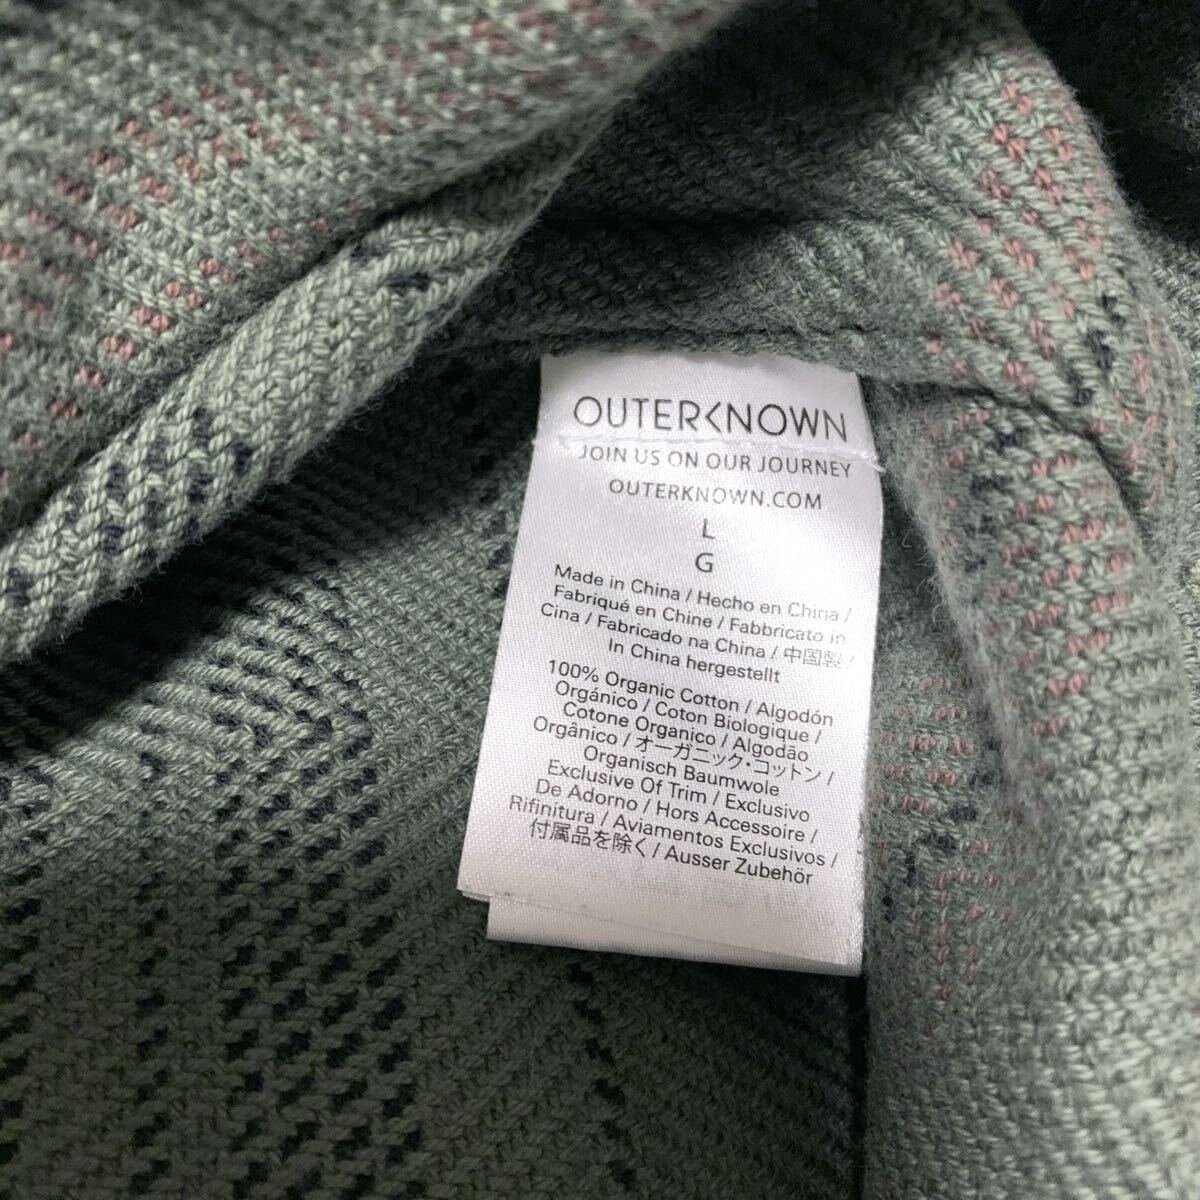 OUTERKNOWN
JOIN US ON OUR JOURNEY
OUTERKNOWN.COM
L
G
Made in China / Hecho en China /
Fabriqué en Chine / Fabbricato in
Cina / Fabricado na China / 中国製 /
In China hergestellt
100% Organic Cotton / Algodón
Orgánico / Coton Biologique /
Cotone Organico / Algodão
Orgânico / オーガニック・コットン /
Organisch Baumwole
Exclusive Of Trim / Exclusivo
De Adorno / Hors Accessoire /
Rifinitura / Aviamentos Exclusivos /
付属品を除く / Ausser Zubehör